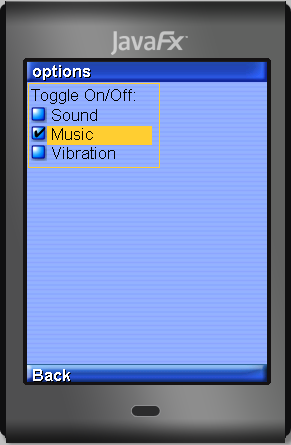 JavaFx
options
Toggle On/Off:
Sound
Music
Vibration
Back